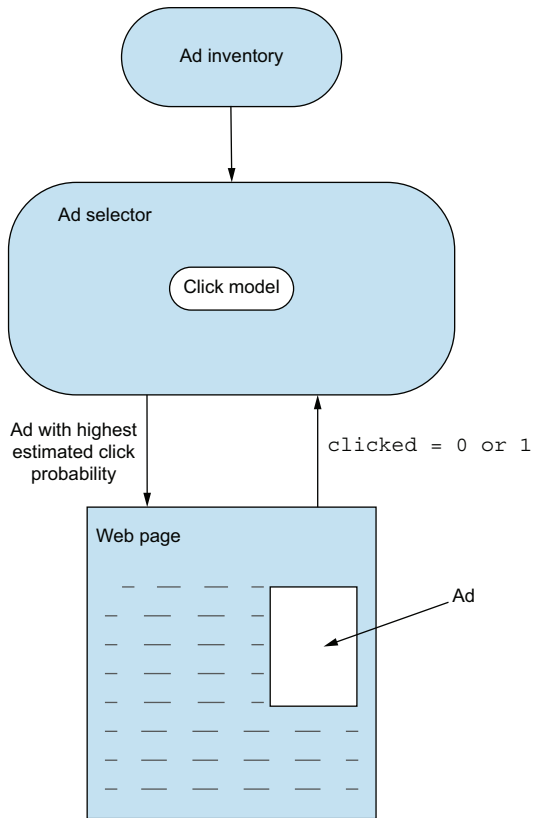 Ad inventory
Ad selector
Click model
Ad with highest
estimated click
probability
clicked = 0 or 1
Web page
Ad